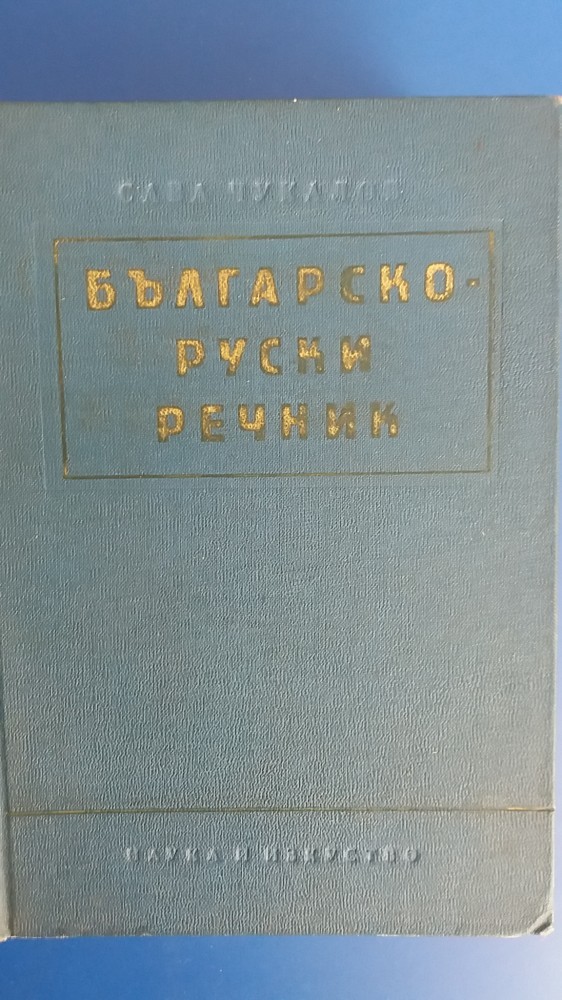 САВА ЧУКАЛОВ
БЪЛГАРСКО-
РУСКИ
РЕЧНИК
НАУКА И ИЗКУСТВО